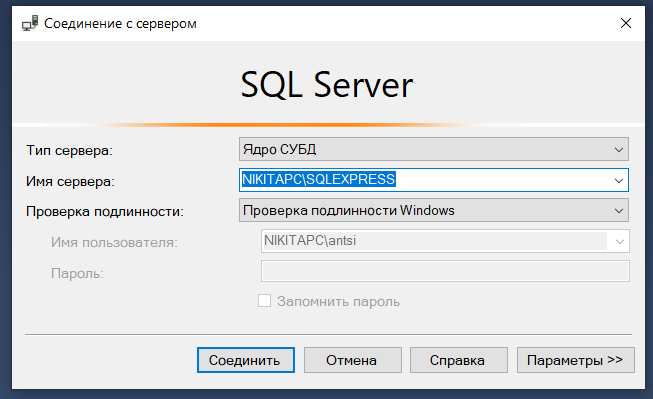 Соединение с сервером
SQL Server
Тип сервера: Ядро СУБД
Имя сервера: NIKITAPC\SQLEXPRESS
Проверка подлинности: Проверка подлинности Windows
Имя пользователя: NIKITAPC\antsi
Пароль:
Запомнить пароль
Соединить Отмена Справка Параметры >>